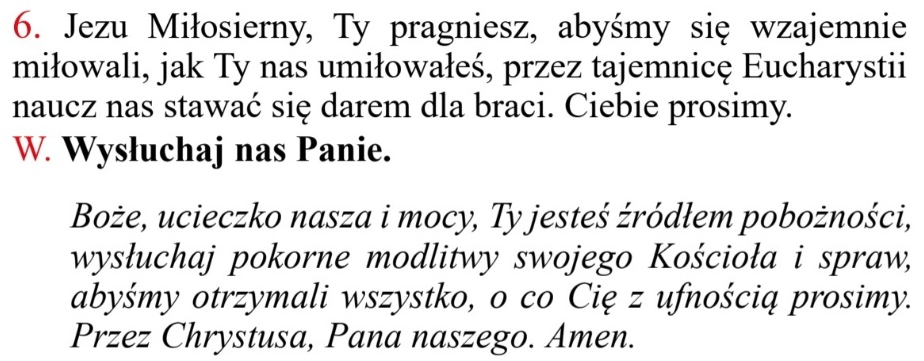 6. Jezu Miłosierny, Ty pragniesz, abyśmy się wzajemnie
miłowali, jak Ty nas umiłowałeś, przez tajemnicę Eucharystii
naucz nas stawać się darem dla braci. Ciebie prosimy.
W. Wysłuchaj nas Panie.
Boże, ucieczko nasza i mocy, Ty jesteś źródłem pobożności,
wysłuchaj pokorne modlitwy swojego Kościoła i spraw,
abyśmy otrzymali wszystko, o co Cię z ufnością prosimy.
Przez Chrystusa, Pana naszego. Amen.